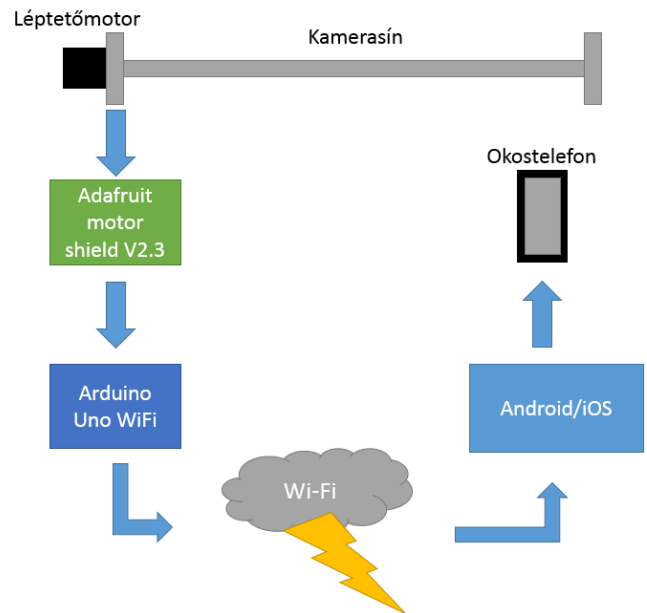 Léptetőmotor
Kamerasín
Okostelefon
Adafruit
motor
shield V2.3
Arduino
Uno WiFi
Android/iOS
Wi-Fi